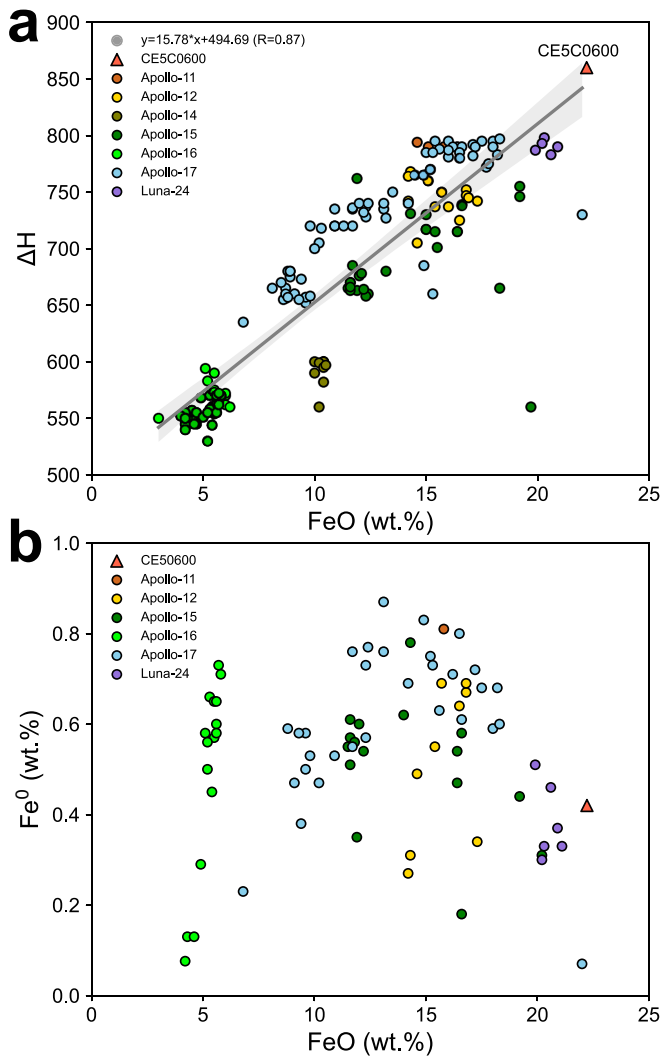 a
900
850
800
750
700
650
600
550
500
ΔH
y=15.78*x+494.69 (R=0.87)
CE5C0600
Apollo-11
Apollo-12
Apollo-14
Apollo-15
Apollo-16
Apollo-17
Luna-24
CE5C0600
0 5 10 15 20 25
FeO (wt.%)
b
1.0
0.8
0.6
0.4
0.2
0.0
Fe⁰ (wt.%)
CE50600
Apollo-11
Apollo-12
Apollo-15
Apollo-16
Apollo-17
Luna-24
0 5 10 15 20 25
FeO (wt.%)